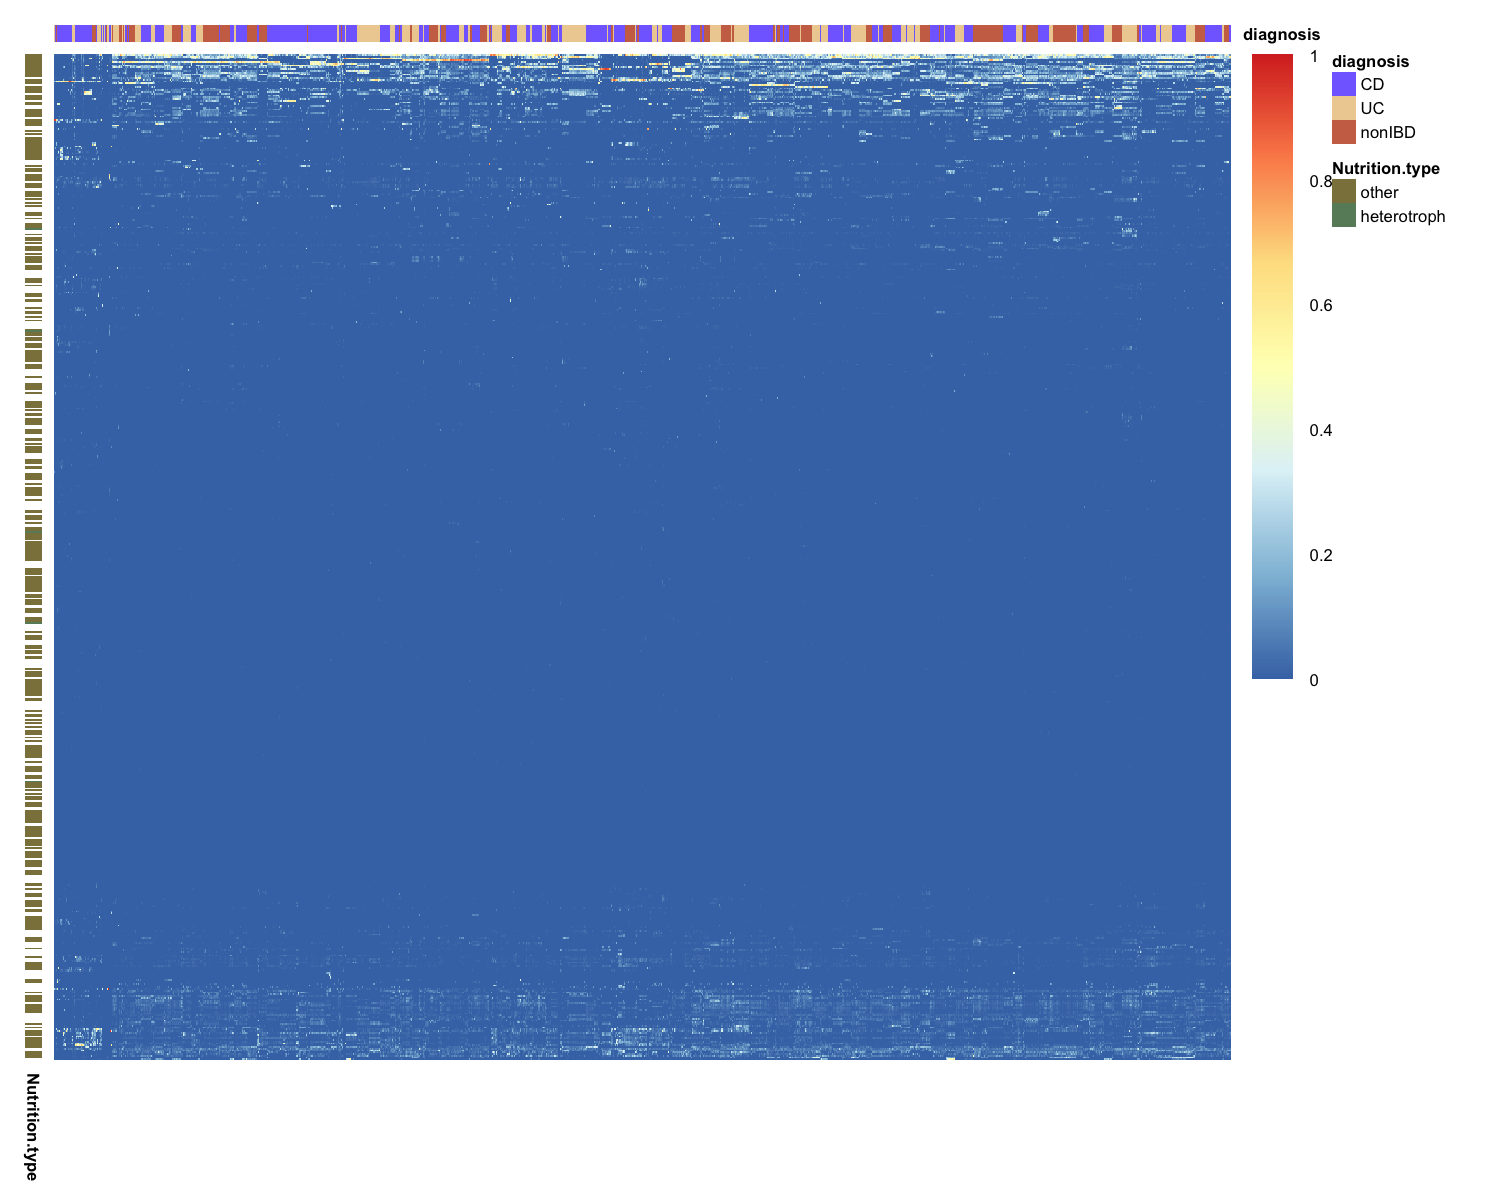 diagnosis
1
0.8
0.6
0.4
0.2
0
diagnosis
CD
UC
nonIBD
Nutrition.type
other
heterotroph
Nutrition.type